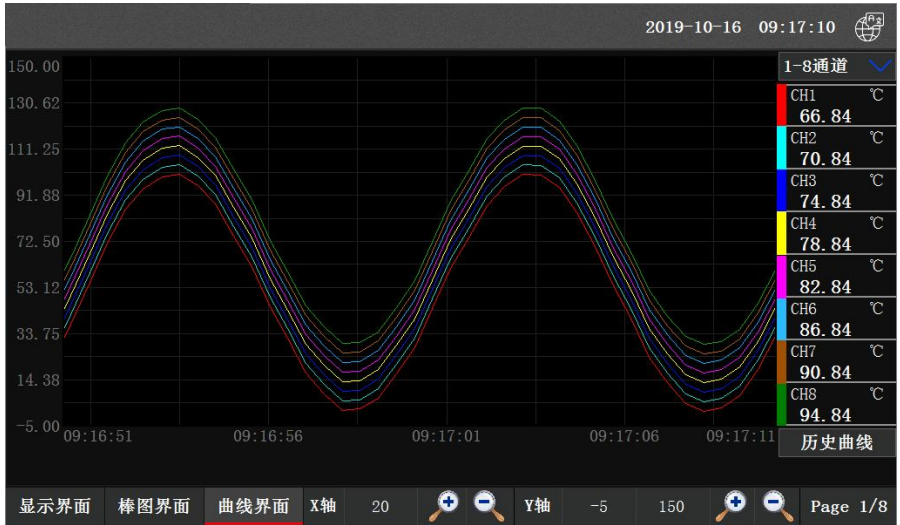 2019-10-16 09:17:10
150.00
130.62
111.25
91.88
72.50
53.12
33.75
14.38
-5.00
09:16:51 09:16:56 09:17:01 09:17:06 09:17:11
1-8通道
CH1 ℃
66.84
CH2 ℃
70.84
CH3 ℃
74.84
CH4 ℃
78.84
CH5 ℃
82.84
CH6 ℃
86.84
CH7 ℃
90.84
CH8 ℃
94.84
历史曲线
显示界面 棒图界面 曲线界面 X轴 20 Y轴 -5 150 Page 1/8